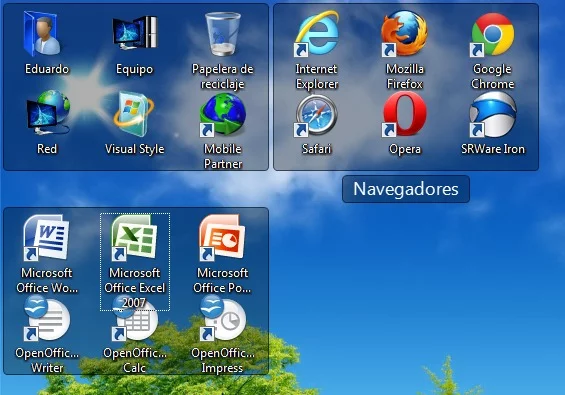 Eduardo
Equipo
Papelera de
reciclaje
Red
Visual Style
Mobile
Partner
Internet
Explorer
Mozilla
Firefox
Google
Chrome
Safari
Opera
SRWare Iron
Navegadores
Microsoft
Office Wo...
Microsoft
Office Excel
2007
Microsoft
Office Po...
OpenOffic...
Writer
OpenOffic...
Calc
OpenOffic...
Impress